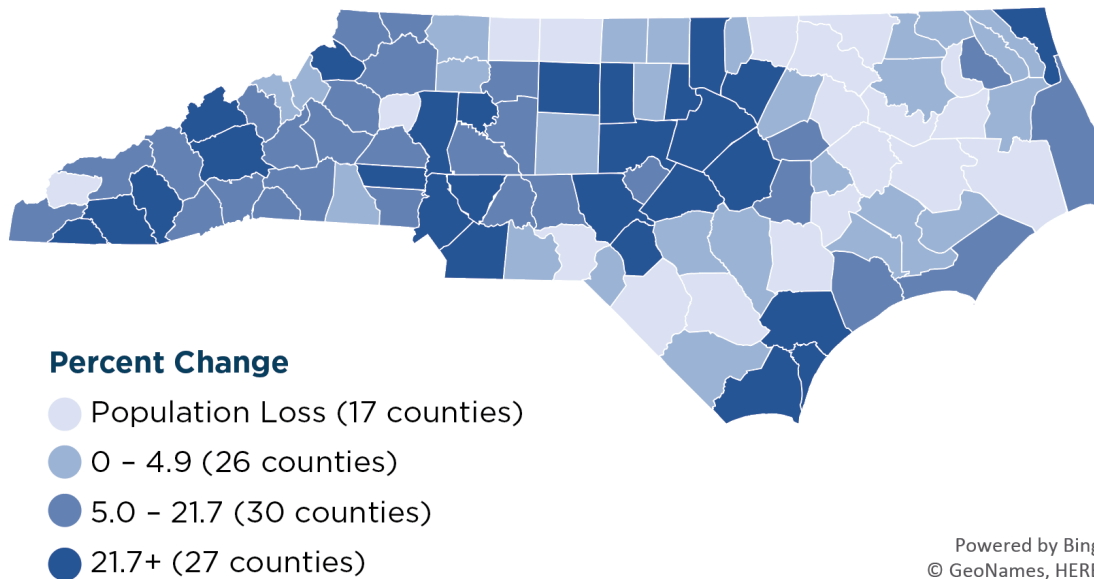 Percent Change
Population Loss (17 counties)
0 – 4.9 (26 counties)
5.0 – 21.7 (30 counties)
21.7+ (27 counties)
Powered by Bing
© GeoNames, HERE